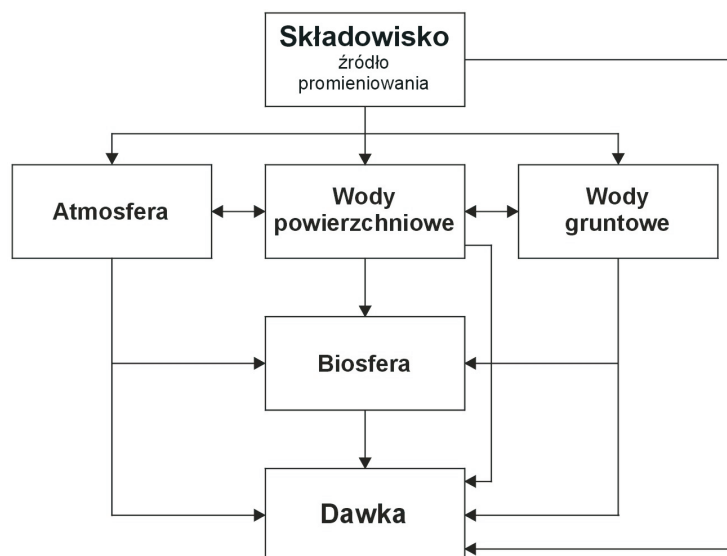 Składowisko
źródło
promieniowania
Atmosfera
Wody
powierzchniowe
Wody
gruntowe
Biosfera
Dawka